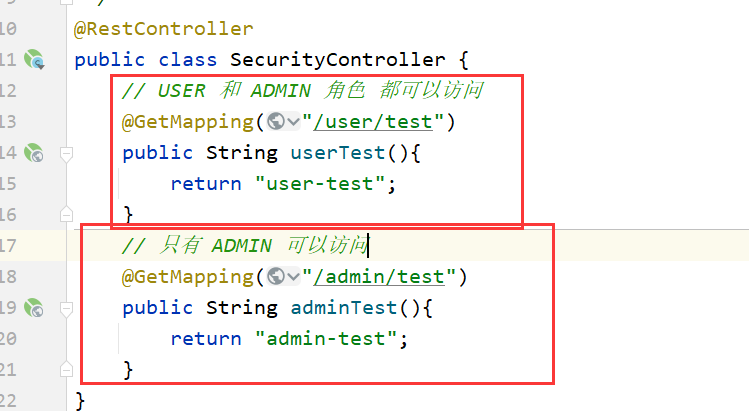 10 @RestController
11 public class SecurityController {
12 // USER 和 ADMIN 角色 都可以访问
13 @GetMapping("/user/test")
14 public String userTest(){
15 return "user-test";
16 }
17 // 只有 ADMIN 可以访问
18 @GetMapping("/admin/test")
19 public String adminTest(){
20 return "admin-test";
21 }
22 }